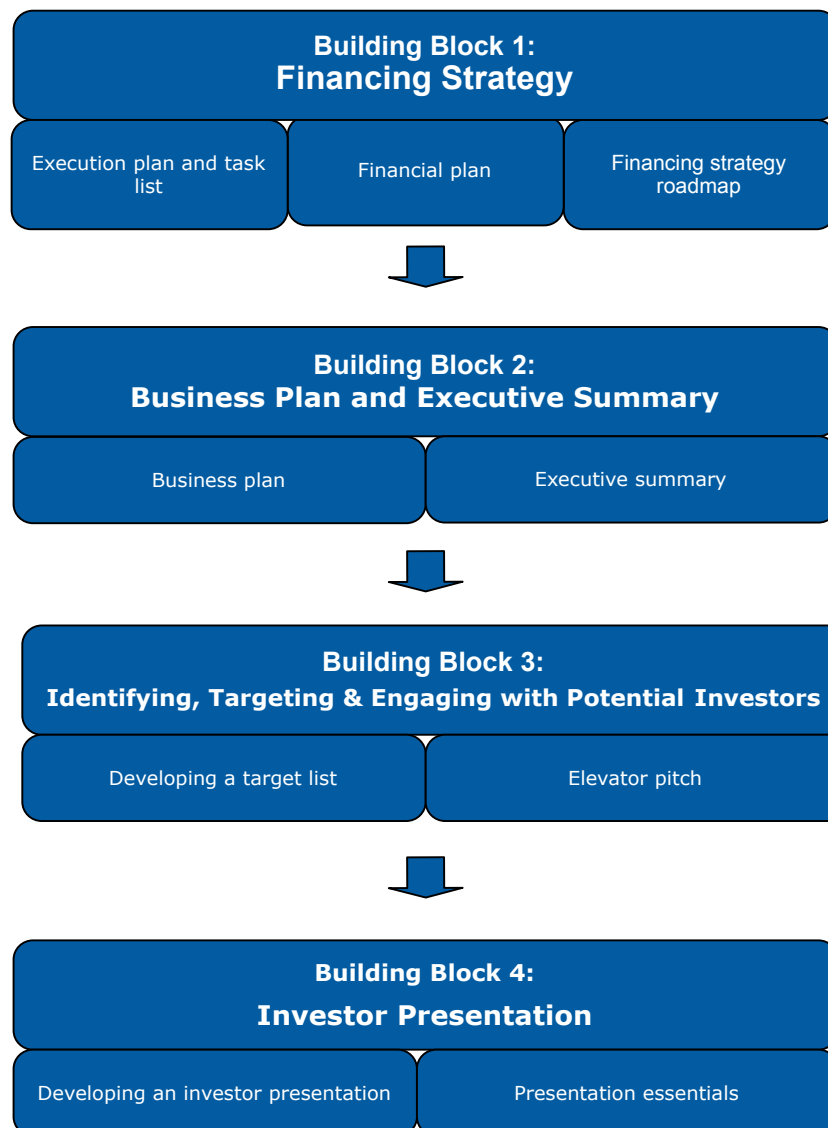 Building Block 1:
Financing Strategy
Execution plan and task
list
Financial plan
Financing strategy
roadmap
Building Block 2:
Business Plan and Executive Summary
Business plan
Executive summary
Building Block 3:
Identifying, Targeting & Engaging with Potential Investors
Developing a target list
Elevator pitch
Building Block 4:
Investor Presentation
Developing an investor presentation
Presentation essentials